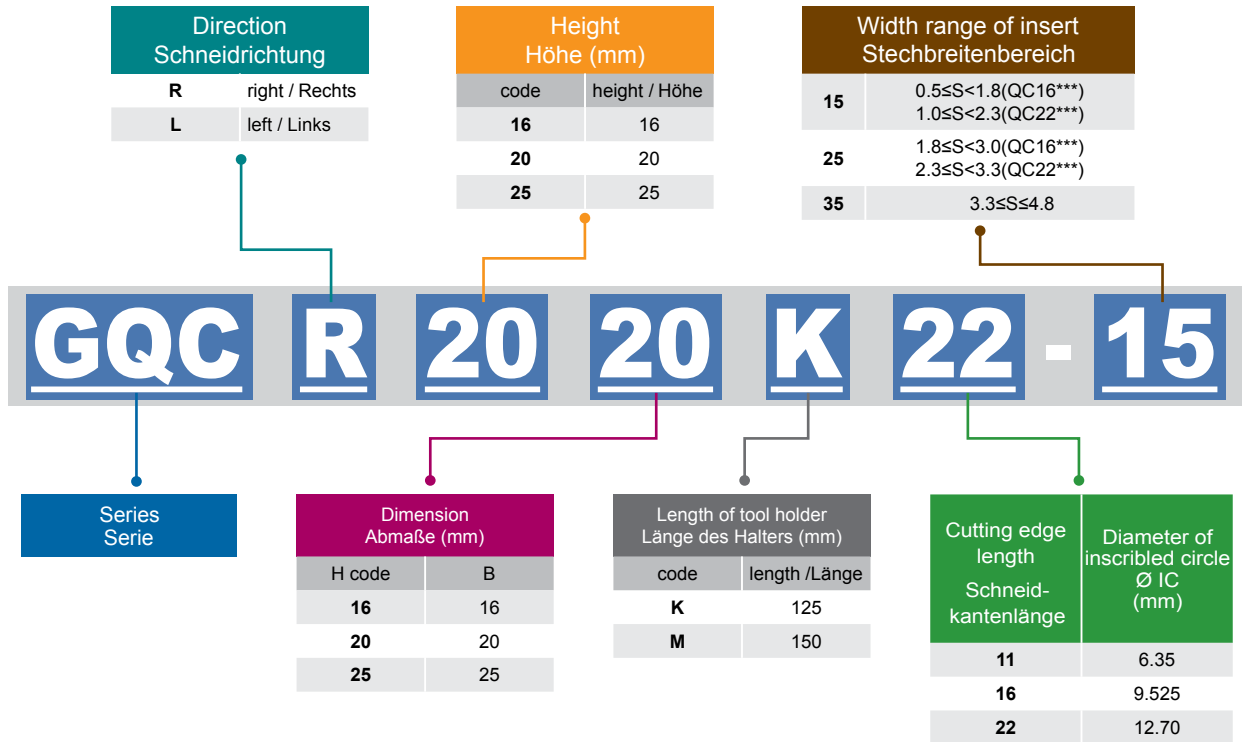 Direction
Schneidrichtung
R right / Rechts
L left / Links
Height
Höhe (mm)
code height / Höhe
16 16
20 20
25 25
Width range of insert
Stechbreitenbereich
15 0.5≤S<1.8(QC16***)
1.0≤S<2.3(QC22***)
25 1.8≤S<3.0(QC16***)
2.3≤S<3.3(QC22***)
35 3.3≤S≤4.8
GQC R 20 20 K 22 - 15
Series
Serie
Dimension
Abmaße (mm)
H code B
16 16
20 20
25 25
Length of tool holder
Länge des Halters (mm)
code length /Länge
K 125
M 150
Cutting edge
length
Schneid-
kantenlänge
Diameter of
inscribed circle
Ø IC
(mm)
11 6.35
16 9.525
22 12.70